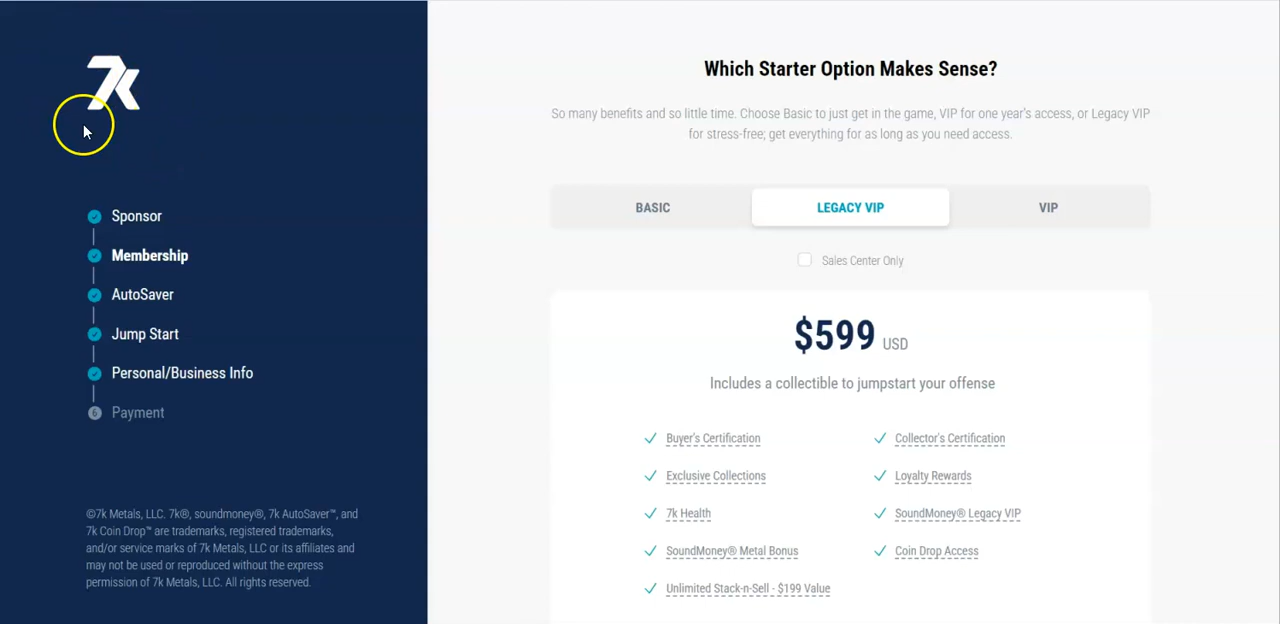 7k
Sponsor
Membership
AutoSaver
Jump Start
Personal/Business Info
6 Payment
©7k Metals, LLC. 7k®, soundmoney®, 7k AutoSaver™, and
7k Coin Drop™ are trademarks, registered trademarks,
and/or service marks of 7k Metals, LLC or its affiliates and
may not be used or reproduced without the express
permission of 7k Metals, LLC. All rights reserved.
Which Starter Option Makes Sense?
So many benefits and so little time. Choose Basic to just get in the game, VIP for one year's access, or Legacy VIP
for stress-free; get everything for as long as you need access.
BASIC LEGACY VIP VIP
Sales Center Only
$599 USD
Includes a collectible to jumpstart your offense
Buyer's Certification Collector's Certification
Exclusive Collections Loyalty Rewards
7k Health SoundMoney® Legacy VIP
SoundMoney® Metal Bonus Coin Drop Access
Unlimited Stack-n-Sell - $199 Value